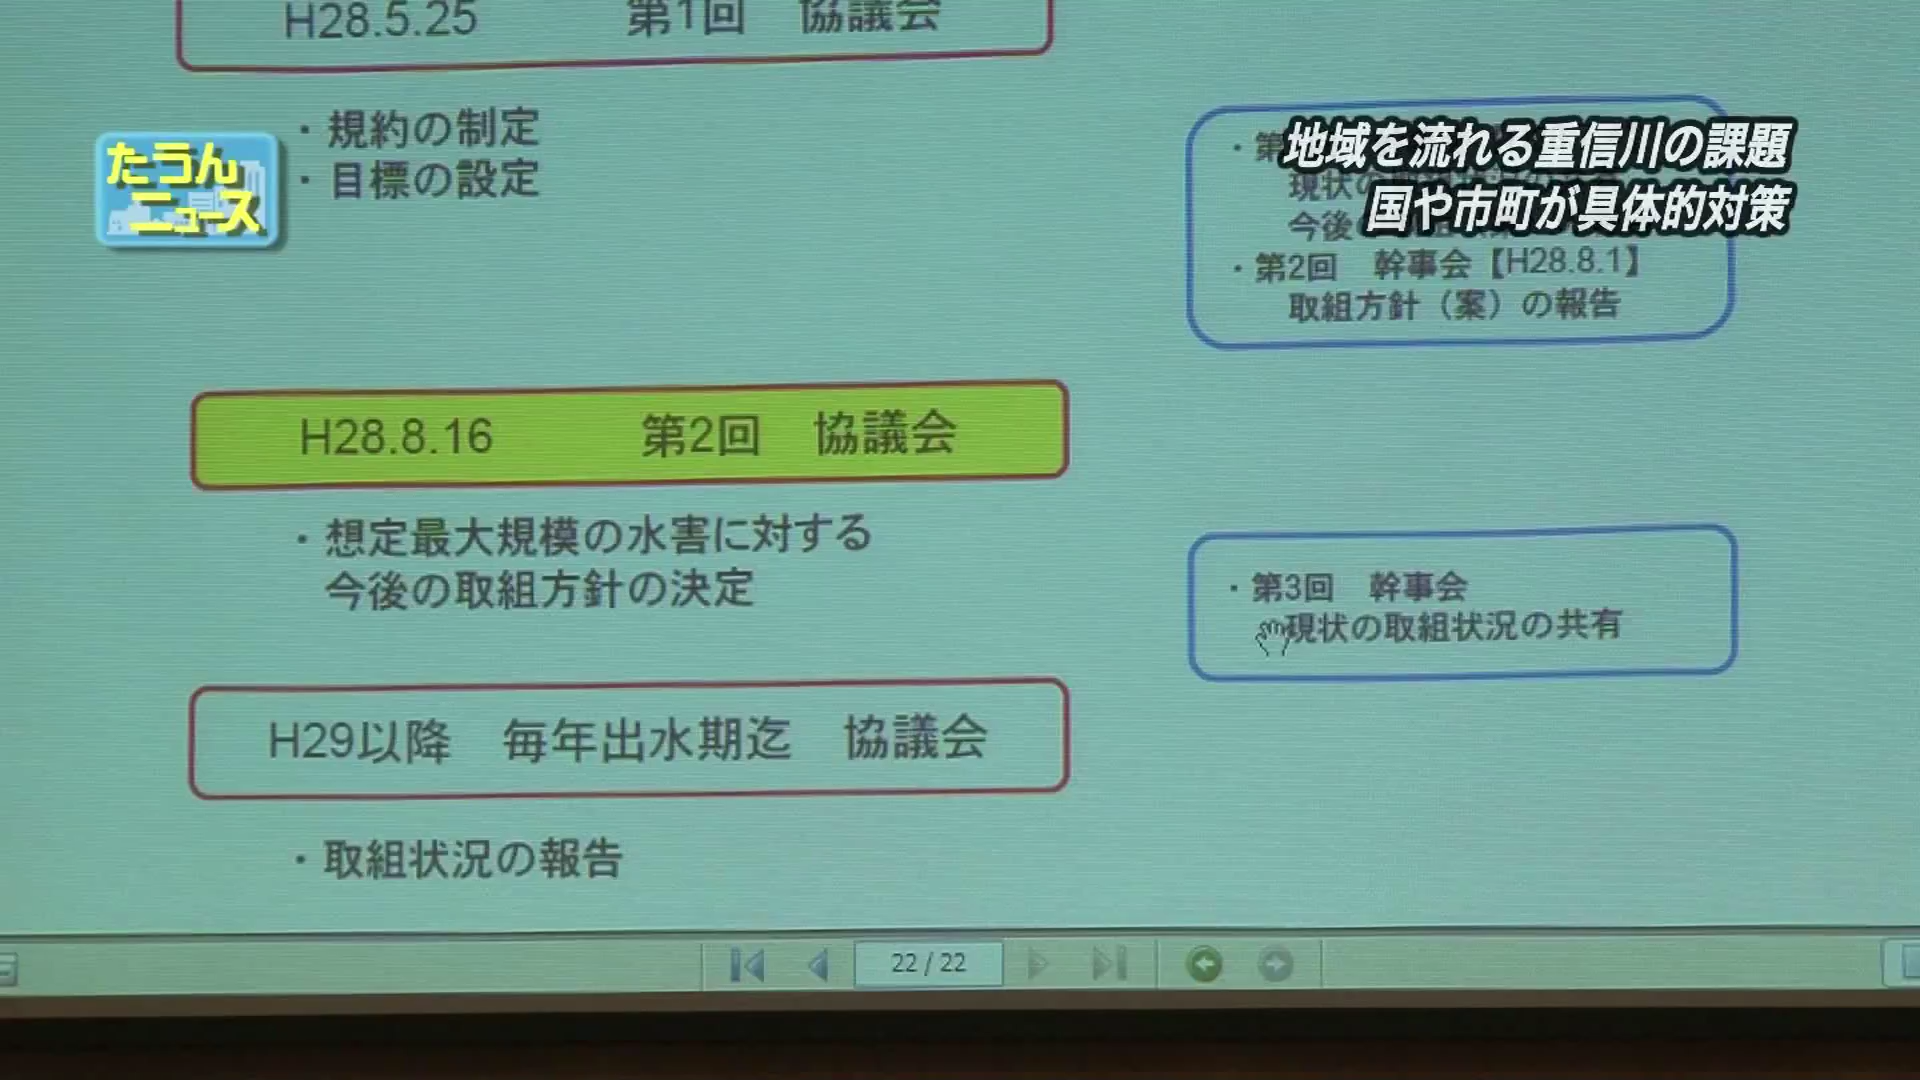 H28.5.25 第1回 協議会
・規約の制定
・目標の設定
たうん
ニュース
地域を流れる重信川の課題
国や市町が具体的対策
・第
現状の
今後
・第2回 幹事会【H28.8.1】
取組方針（案）の報告
H28.8.16 第2回 協議会
・想定最大規模の水害に対する
今後の取組方針の決定
・第3回 幹事会
現状の取組状況の共有
H29以降 毎年出水期迄 協議会
・取組状況の報告
22 / 22